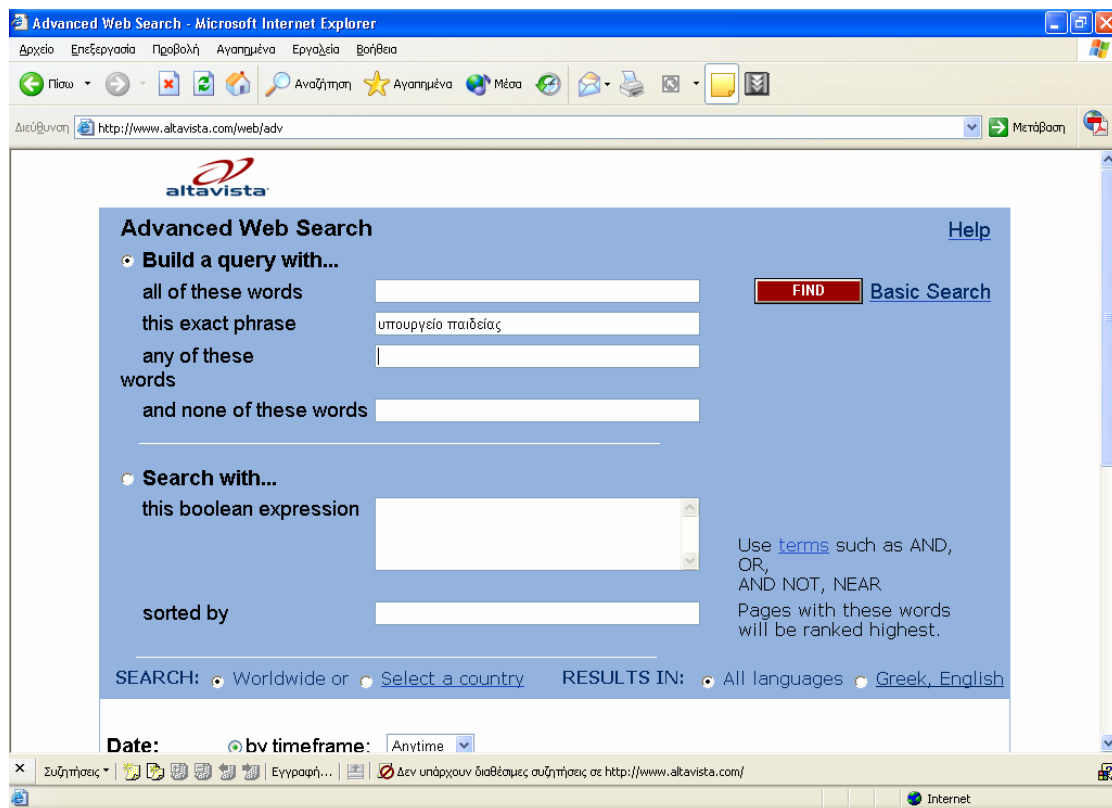 Advanced Web Search - Microsoft Internet Explorer
Αρχείο Επεξεργασία Προβολή Αγαπημένα Εργαλεία Βοήθεια
Πίσω Αναζήτηση Αγαπημένα Μέσα
Διεύθυνση http://www.altavista.com/web/adv Μετάβαση
altavista
Advanced Web Search Help
Build a query with...
all of these words FIND Basic Search
this exact phrase υπουργείο παιδείας
any of these
words
and none of these words
Search with...
this boolean expression
Use terms such as AND,
OR,
AND NOT, NEAR
sorted by Pages with these words
will be ranked highest.
SEARCH: Worldwide or Select a country RESULTS IN: All languages Greek, English
Date: by timeframe: Anytime
Συζητήσεις Εγγραφή... Δεν υπάρχουν διαθέσιμες συζητήσεις σε http://www.altavista.com/
Internet